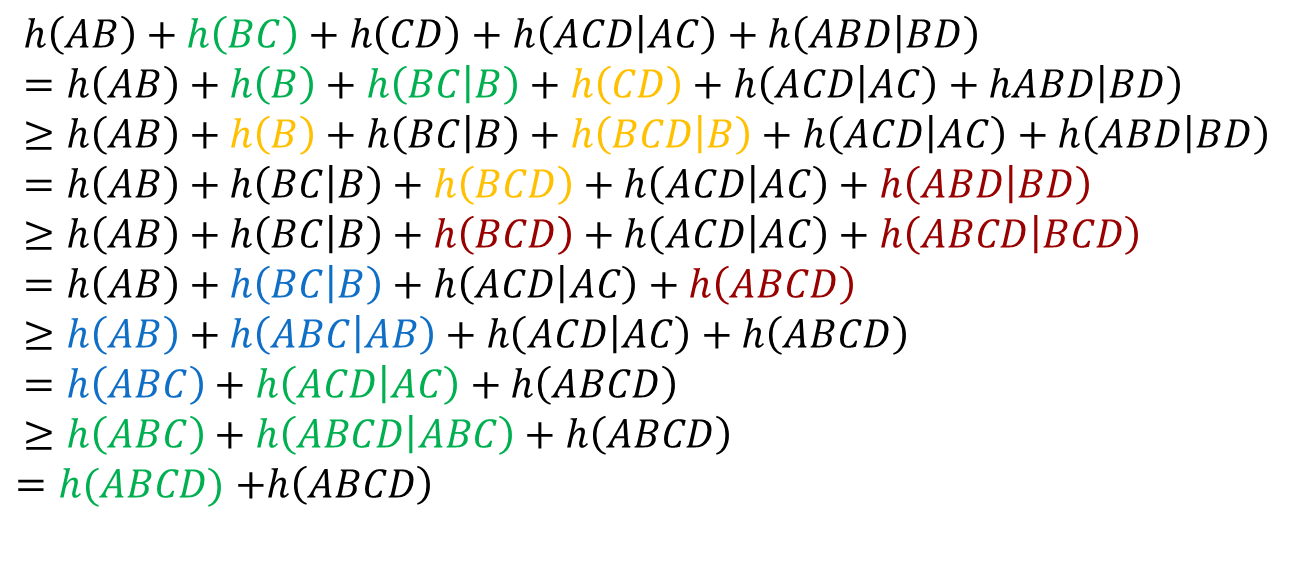 h(AB) + h(BC) + h(CD) + h(ACD|AC) + h(ABD|BD)
= h(AB) + h(B) + h(BC|B) + h(CD) + h(ACD|AC) + hABD|BD)
≥ h(AB) + h(B) + h(BC|B) + h(BCD|B) + h(ACD|AC) + h(ABD|BD)
= h(AB) + h(BC|B) + h(BCD) + h(ACD|AC) + h(ABD|BD)
≥ h(AB) + h(BC|B) + h(BCD) + h(ACD|AC) + h(ABCD|BCD)
= h(AB) + h(BC|B) + h(ACD|AC) + h(ABCD)
≥ h(AB) + h(ABC|AB) + h(ACD|AC) + h(ABCD)
= h(ABC) + h(ACD|AC) + h(ABCD)
≥ h(ABC) + h(ABCD|ABC) + h(ABCD)
= h(ABCD) +h(ABCD)